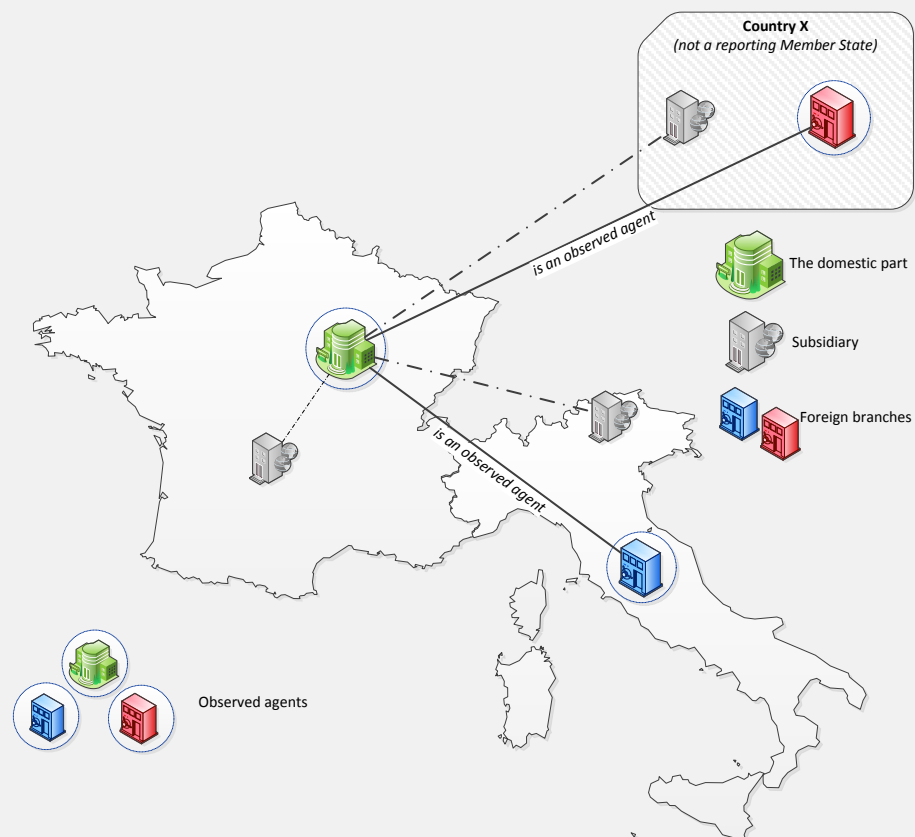 Country X
(not a reporting Member State)
is an observed agent
The domestic part
Subsidiary
Foreign branches
is an observed agent
Observed agents